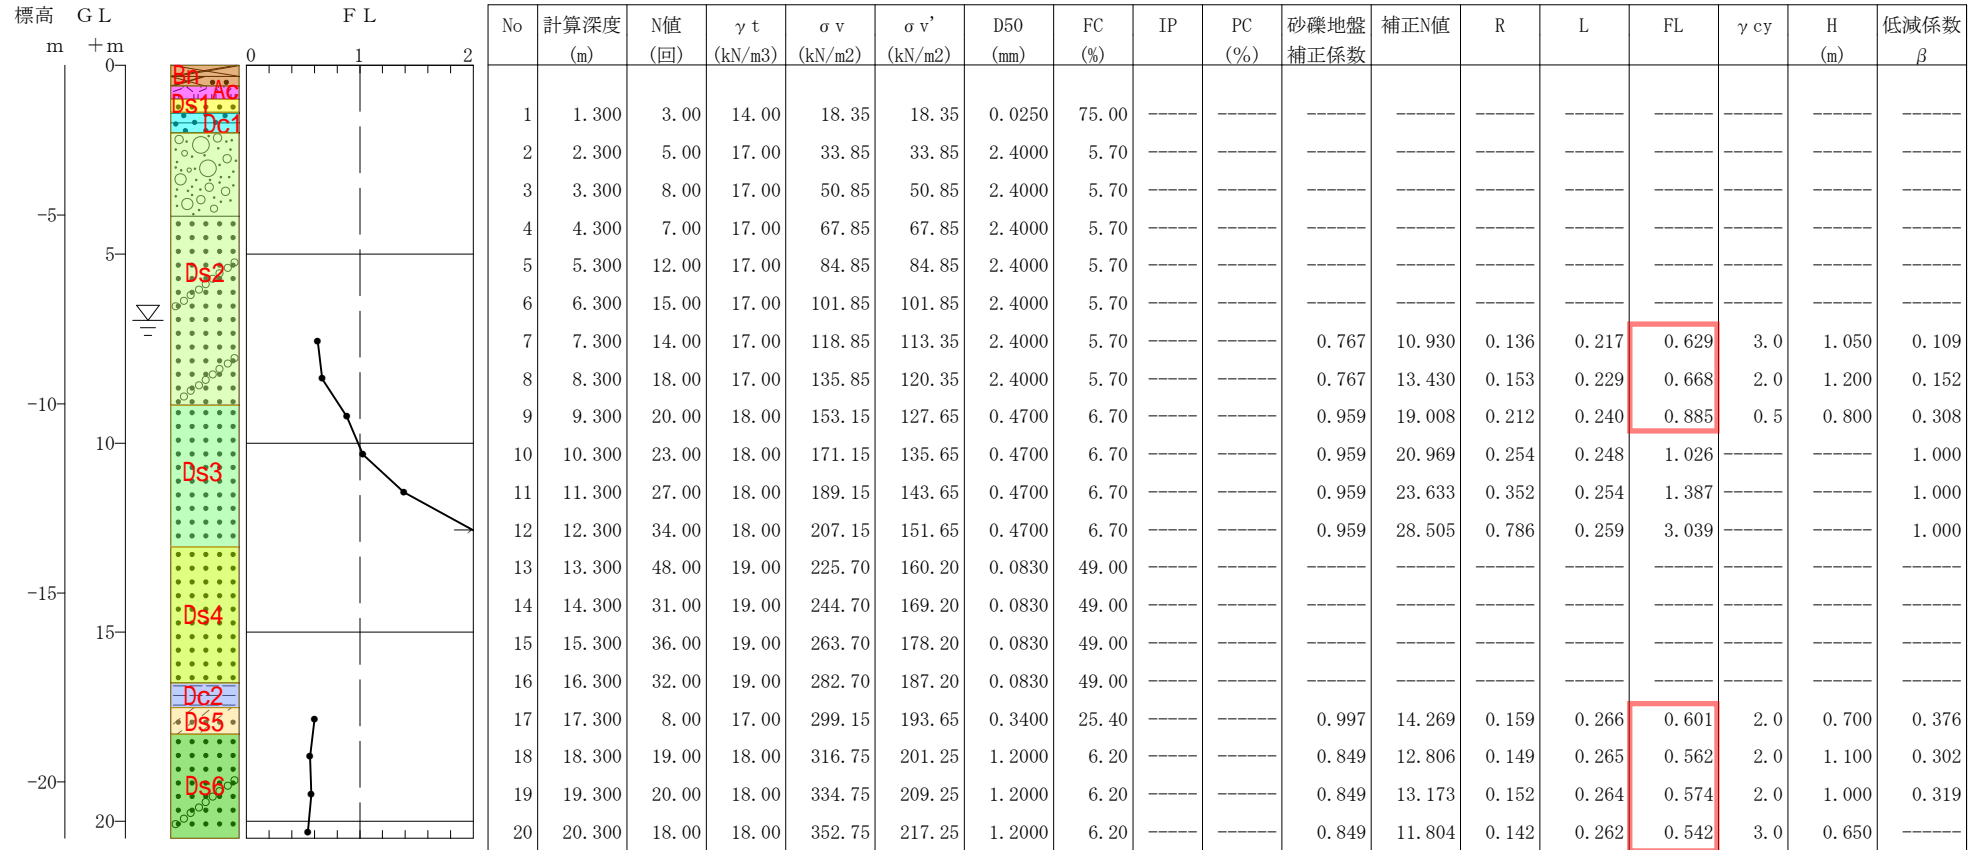 標高 GL FL No 計算深度 N値 γt σv σv' D50 FC IP PC 砂礫地盤 補正N値 R L FL γcy H 低減係数
m +m (m) (回) (kN/m3) (kN/m2) (kN/m2) (mm) (%) (%) 補正係数 (m) β
0 0 1 2
Bn
Ac
Ds1
Dc1
Ds2
Ds3
Ds4
Dc2
Ds5
Ds6
-5
-10
-15
-20
5
10
15
20
1 1.300 3.00 14.00 18.35 18.35 0.0250 75.00 ----- ----- ----- ----- ----- ----- ----- ----- ----- -----
2 2.300 5.00 17.00 33.85 33.85 2.4000 5.70 ----- ----- ----- ----- ----- ----- ----- ----- ----- -----
3 3.300 8.00 17.00 50.85 50.85 2.4000 5.70 ----- ----- ----- ----- ----- ----- ----- ----- ----- -----
4 4.300 7.00 17.00 67.85 67.85 2.4000 5.70 ----- ----- ----- ----- ----- ----- ----- ----- ----- -----
5 5.300 12.00 17.00 84.85 84.85 2.4000 5.70 ----- ----- ----- ----- ----- ----- ----- ----- ----- -----
6 6.300 15.00 17.00 101.85 101.85 2.4000 5.70 ----- ----- ----- ----- ----- ----- ----- ----- ----- -----
7 7.300 14.00 17.00 118.85 113.35 2.4000 5.70 ----- ----- 0.767 10.930 0.136 0.217 0.629 3.0 1.050 0.109
8 8.300 18.00 17.00 135.85 120.35 2.4000 5.70 ----- ----- 0.767 13.430 0.153 0.229 0.668 2.0 1.200 0.152
9 9.300 20.00 18.00 153.15 127.65 0.4700 6.70 ----- ----- 0.959 19.008 0.212 0.240 0.885 0.5 0.800 0.308
10 10.300 23.00 18.00 171.15 135.65 0.4700 6.70 ----- ----- 0.959 20.969 0.254 0.248 1.026 ----- ----- 1.000
11 11.300 27.00 18.00 189.15 143.65 0.4700 6.70 ----- ----- 0.959 23.633 0.352 0.254 1.387 ----- ----- 1.000
12 12.300 34.00 18.00 207.15 151.65 0.4700 6.70 ----- ----- 0.959 28.505 0.786 0.259 3.039 ----- ----- 1.000
13 13.300 48.00 19.00 225.70 160.20 0.0830 49.00 ----- ----- ----- ----- ----- ----- ----- ----- ----- -----
14 14.300 31.00 19.00 244.70 169.20 0.0830 49.00 ----- ----- ----- ----- ----- ----- ----- ----- ----- -----
15 15.300 36.00 19.00 263.70 178.20 0.0830 49.00 ----- ----- ----- ----- ----- ----- ----- ----- ----- -----
16 16.300 32.00 19.00 282.70 187.20 0.0830 49.00 ----- ----- ----- ----- ----- ----- ----- ----- ----- -----
17 17.300 8.00 17.00 299.15 193.65 0.3400 25.40 ----- ----- 0.997 14.269 0.159 0.266 0.601 2.0 0.700 0.376
18 18.300 19.00 18.00 316.75 201.25 1.2000 6.20 ----- ----- 0.849 12.806 0.149 0.265 0.562 2.0 1.100 0.302
19 19.300 20.00 18.00 334.75 209.25 1.2000 6.20 ----- ----- 0.849 13.173 0.152 0.264 0.574 2.0 1.000 0.319
20 20.300 18.00 18.00 352.75 217.25 1.2000 6.20 ----- ----- 0.849 11.804 0.142 0.262 0.542 3.0 0.650 -----